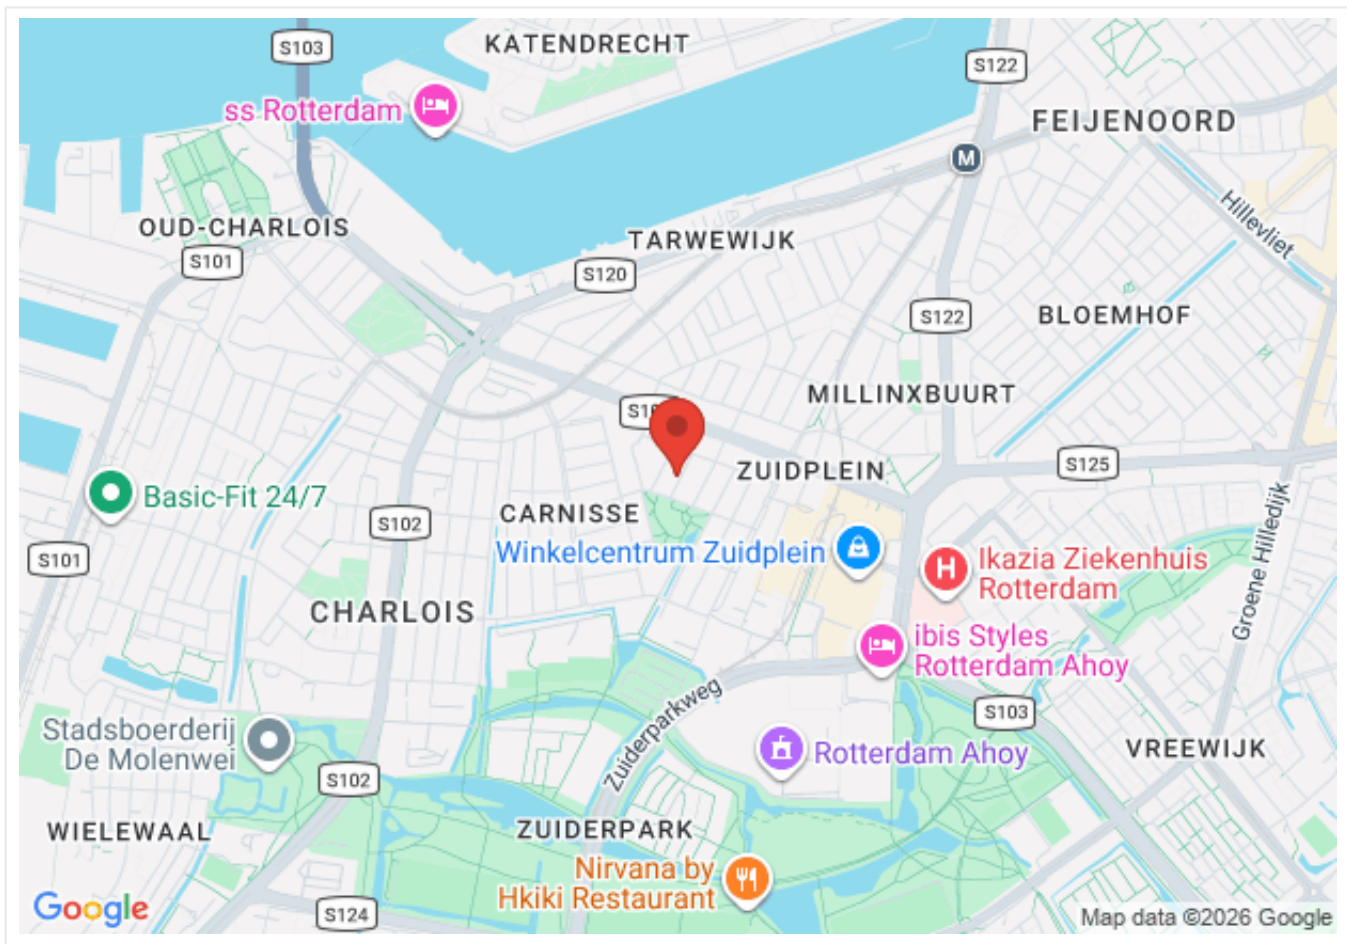 S103
KATENDRECHT
S122
ss Rotterdam
FEIJENOORD
M
Hillevliet
OUD-CHARLOIS
TARWEWIJK
S101
S120
S122
BLOEMHOF
MILLINXBUURT
ZUIDPLEIN
S125
Basic-Fit 24/7
CARNISSE
S102
Winkelcentrum Zuidplein
S101
H
Ikazia Ziekenhuis
Rotterdam
Groene Hilledijk
CHARLOIS
ibis Styles
Rotterdam Ahoy
Zuiderparkweg
S103
Stadsboerderij
De Molenwei
Rotterdam Ahoy
VREEWIJK
S102
WIELEWAAL
ZUIDERPARK
Nirvana by
Hkiki Restaurant
Google
S124
Map data ©2026 Google